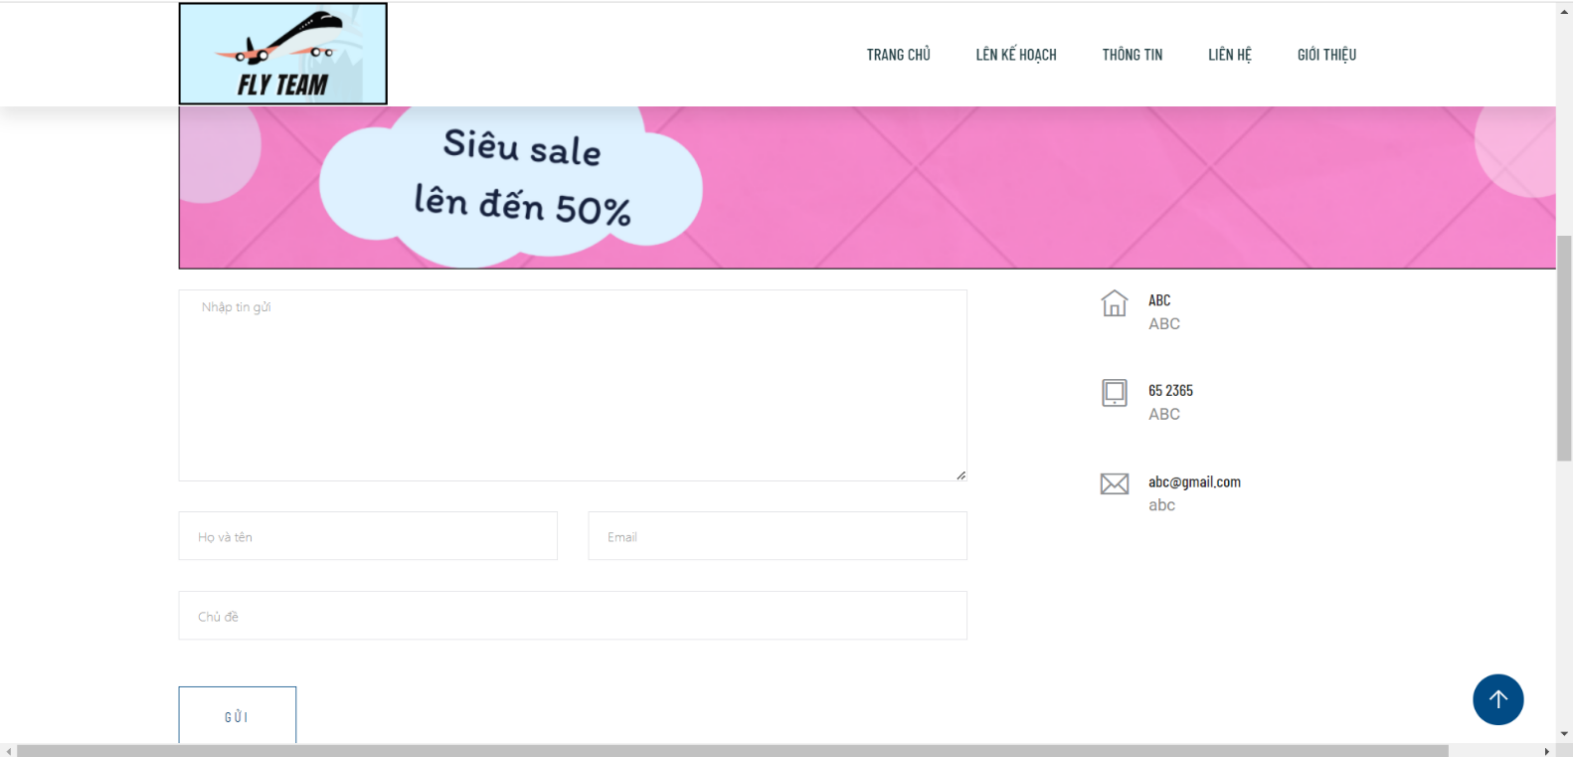 FLY TEAM
TRANG CHỦ LÊN KẾ HOẠCH THÔNG TIN LIÊN HỆ GIỚI THIỆU
Siêu sale
lên đến 50%
Nhập tin gửi
ABC
ABC
65 2365
ABC
abc@gmail.com
abc
Họ và tên
Email
Chủ đề
GỬI